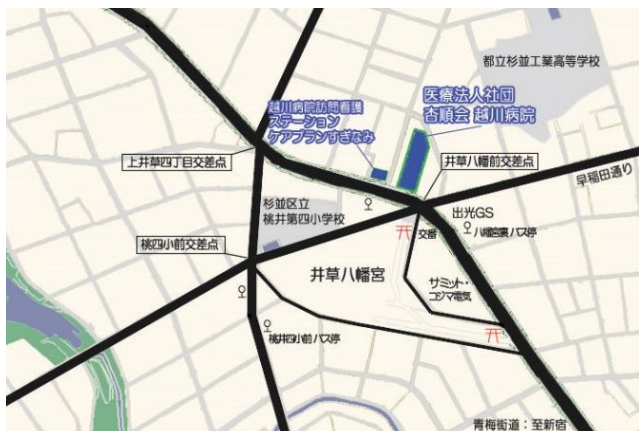 都立杉並工業高等学校
医療法人社団
杏順会 越川病院
越川病院訪問看護
ステーション
ケアプランすぎなみ
上井草四丁目交差点
井草八幡前交差点
早稲田通り
杉並区立
桃井第四小学校
出光GS
交番
八幡宮裏バス停
桃四小前交差点
井草八幡宮
サミット・
コジマ電気
桃井四小前バス停
青梅街道：至新宿